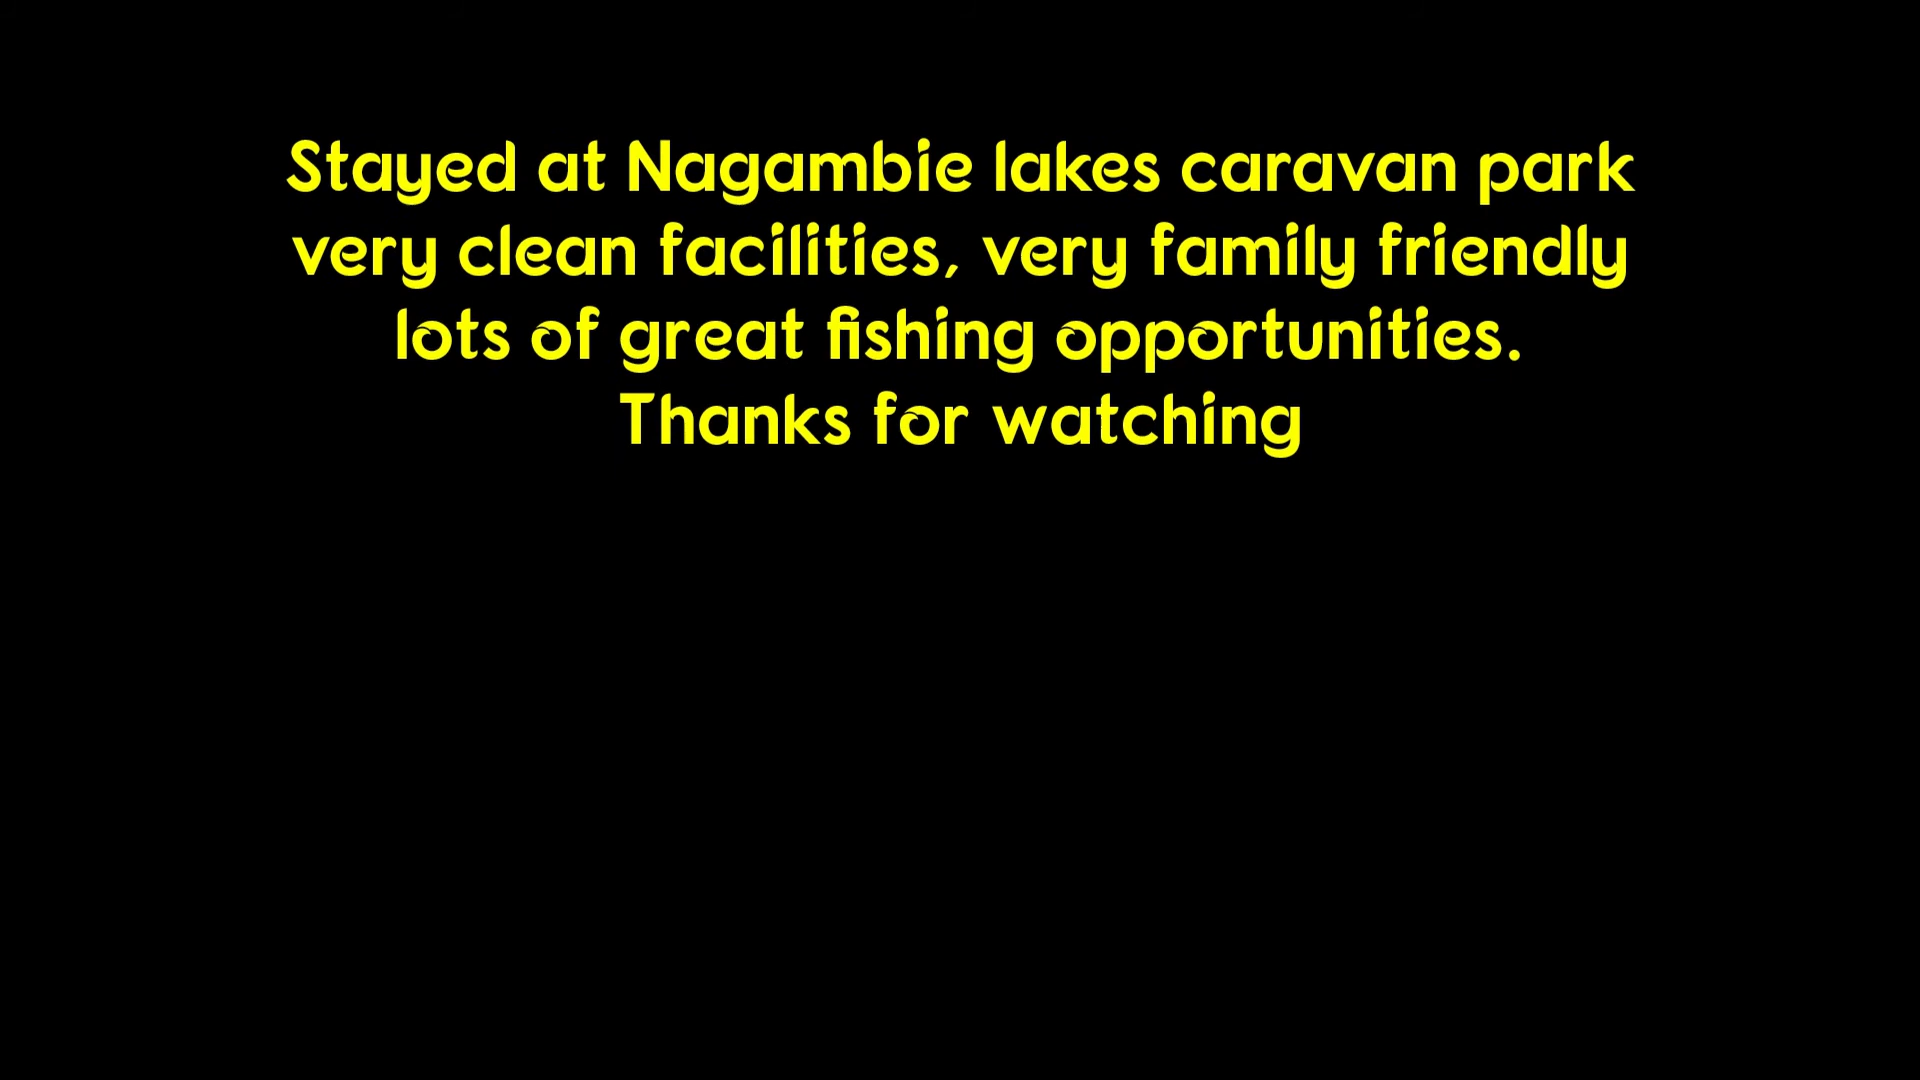 Stayed at Nagambie lakes caravan park
very clean facilities, very family friendly
lots of great fishing opportunities.
Thanks for watching